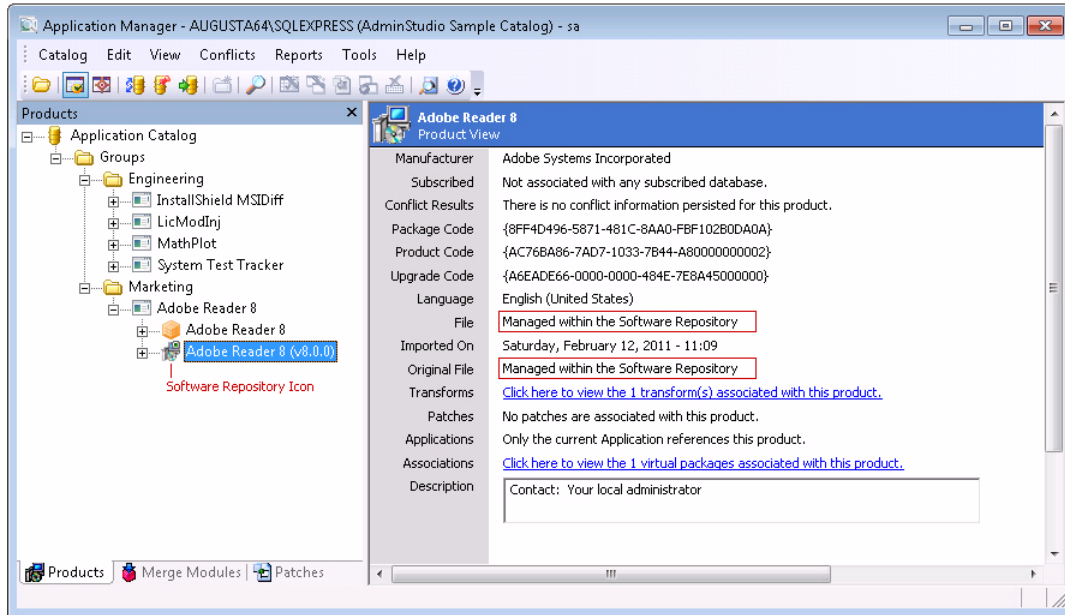 Application Manager - AUGUSTA64\SQLEXPRESS (AdminStudio Sample Catalog) - sa
Catalog Edit View Conflicts Reports Tools Help
Products
Application Catalog
Groups
Engineering
InstallShield MSIDiff
LicModInj
MathPlot
System Test Tracker
Marketing
Adobe Reader 8
Adobe Reader 8
Adobe Reader 8 (v8.0.0)
Software Repository Icon
Products Merge Modules Patches
Adobe Reader 8
Product View
Manufacturer Adobe Systems Incorporated
Subscribed Not associated with any subscribed database.
Conflict Results There is no conflict information persisted for this product.
Package Code {8FF4D496-5871-481C-8AA0-FBF102B0DA0A}
Product Code {AC76BA86-7AD7-1033-7B44-A80000000002}
Upgrade Code {A6EADE66-0000-0000-484E-7E8A45000000}
Language English (United States)
File Managed within the Software Repository
Imported On Saturday, February 12, 2011 - 11:09
Original File Managed within the Software Repository
Transforms Click here to view the 1 transform(s) associated with this product.
Patches No patches are associated with this product.
Applications Only the current Application references this product.
Associations Click here to view the 1 virtual packages associated with this product.
Description Contact: Your local administrator